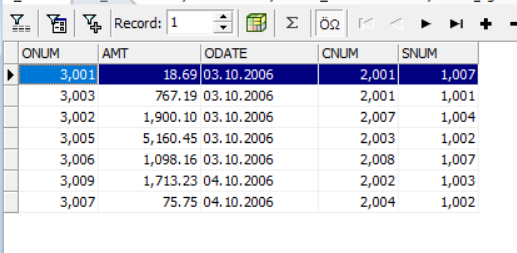 Record: 1 Σ ÖΩ
ONUM AMT ODATE CNUM SNUM
3,001 18.69 03.10.2006 2,001 1,007
3,003 767.19 03.10.2006 2,001 1,001
3,002 1,900.10 03.10.2006 2,007 1,004
3,005 5,160.45 03.10.2006 2,003 1,002
3,006 1,098.16 03.10.2006 2,008 1,007
3,009 1,713.23 04.10.2006 2,002 1,003
3,007 75.75 04.10.2006 2,004 1,002